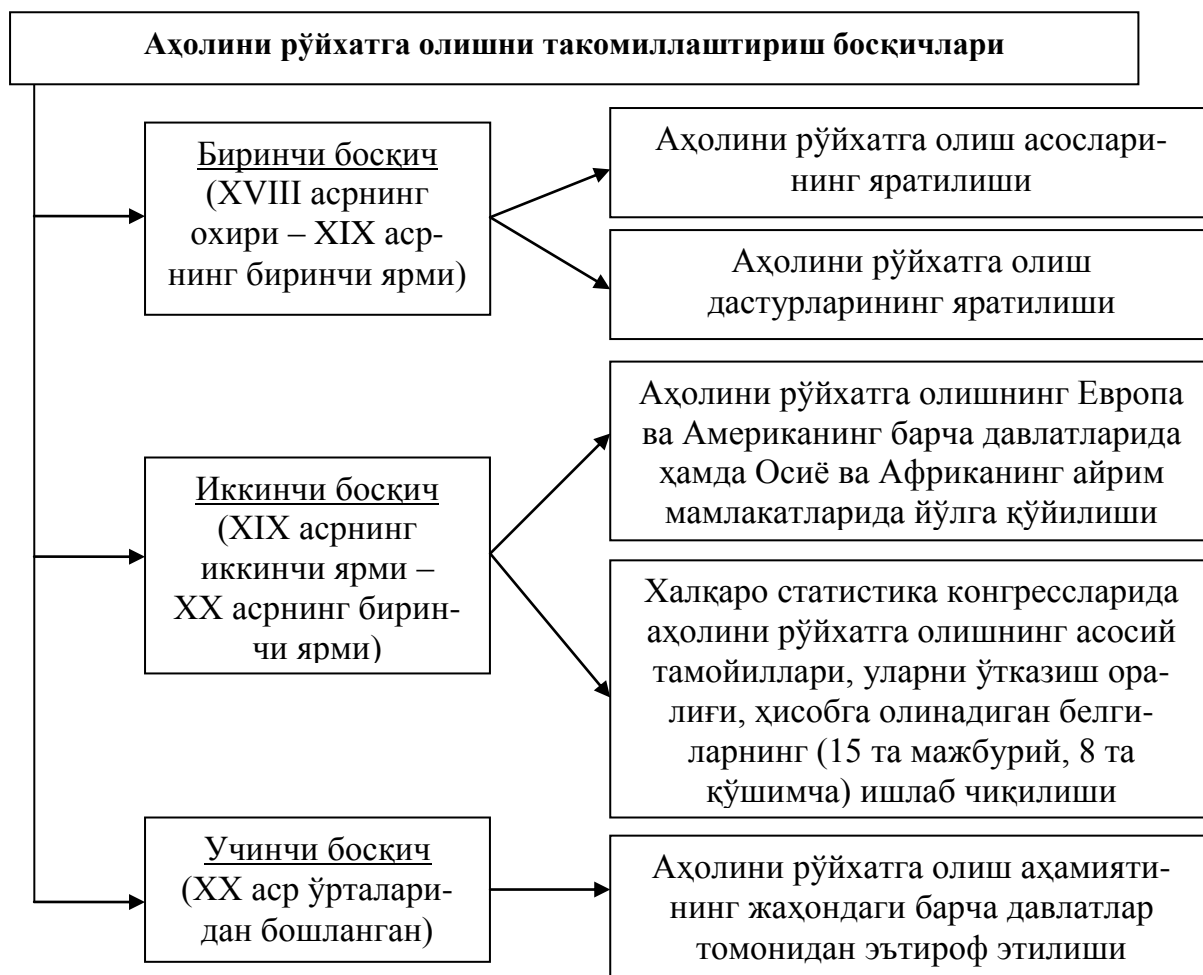 Аҳолини рўйхатга олишни такомиллаштириш босқичлари
Биринчи босқич
(XVIII асрнинг
охири – XIX аср-
нинг биринчи ярми)
Аҳолини рўйхатга олиш асослари-
нинг яратилиши
Аҳолини рўйхатга олиш
дастурларининг яратилиши
Иккинчи босқич
(XIX асрнинг
иккинчи ярми –
XX асрнинг бирин-
чи ярми)
Аҳолини рўйхатга олишнинг Европа
ва Американинг барча давлатларида
ҳамда Осиё ва Африканинг айрим
мамлакатларида йўлга қўйилиши
Халқаро статистика конгрессларида
аҳолини рўйхатга олишнинг асосий
тамойиллари, уларни ўтказиш ора-
лиғи, ҳисобга олинадиган белги-
ларнинг (15 та мажбурий, 8 та
қўшимча) ишлаб чиқилиши
Учинчи босқич
(XX аср ўрталари-
дан бошланган)
Аҳолини рўйхатга олиш аҳамияти-
нинг жаҳондаги барча давлатлар
томонидан эътироф этилиши